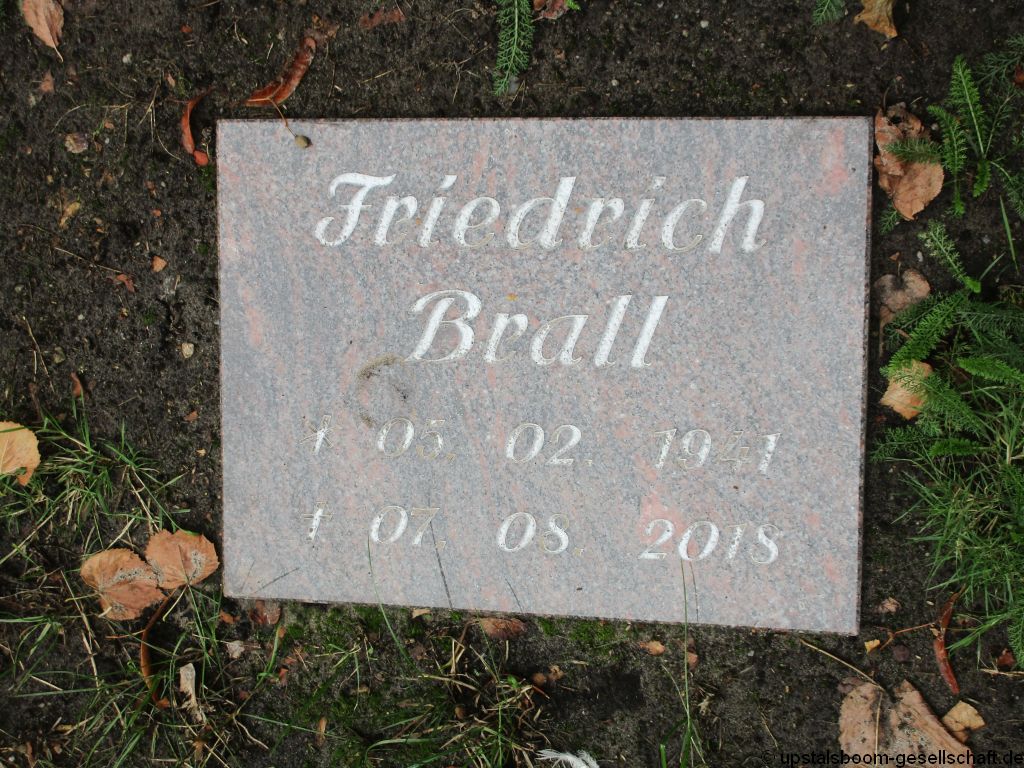 Friedrich
Brall
* 05. 02. 1941
† 07. 08. 2018
© upstalsboom-gesellschaft.de